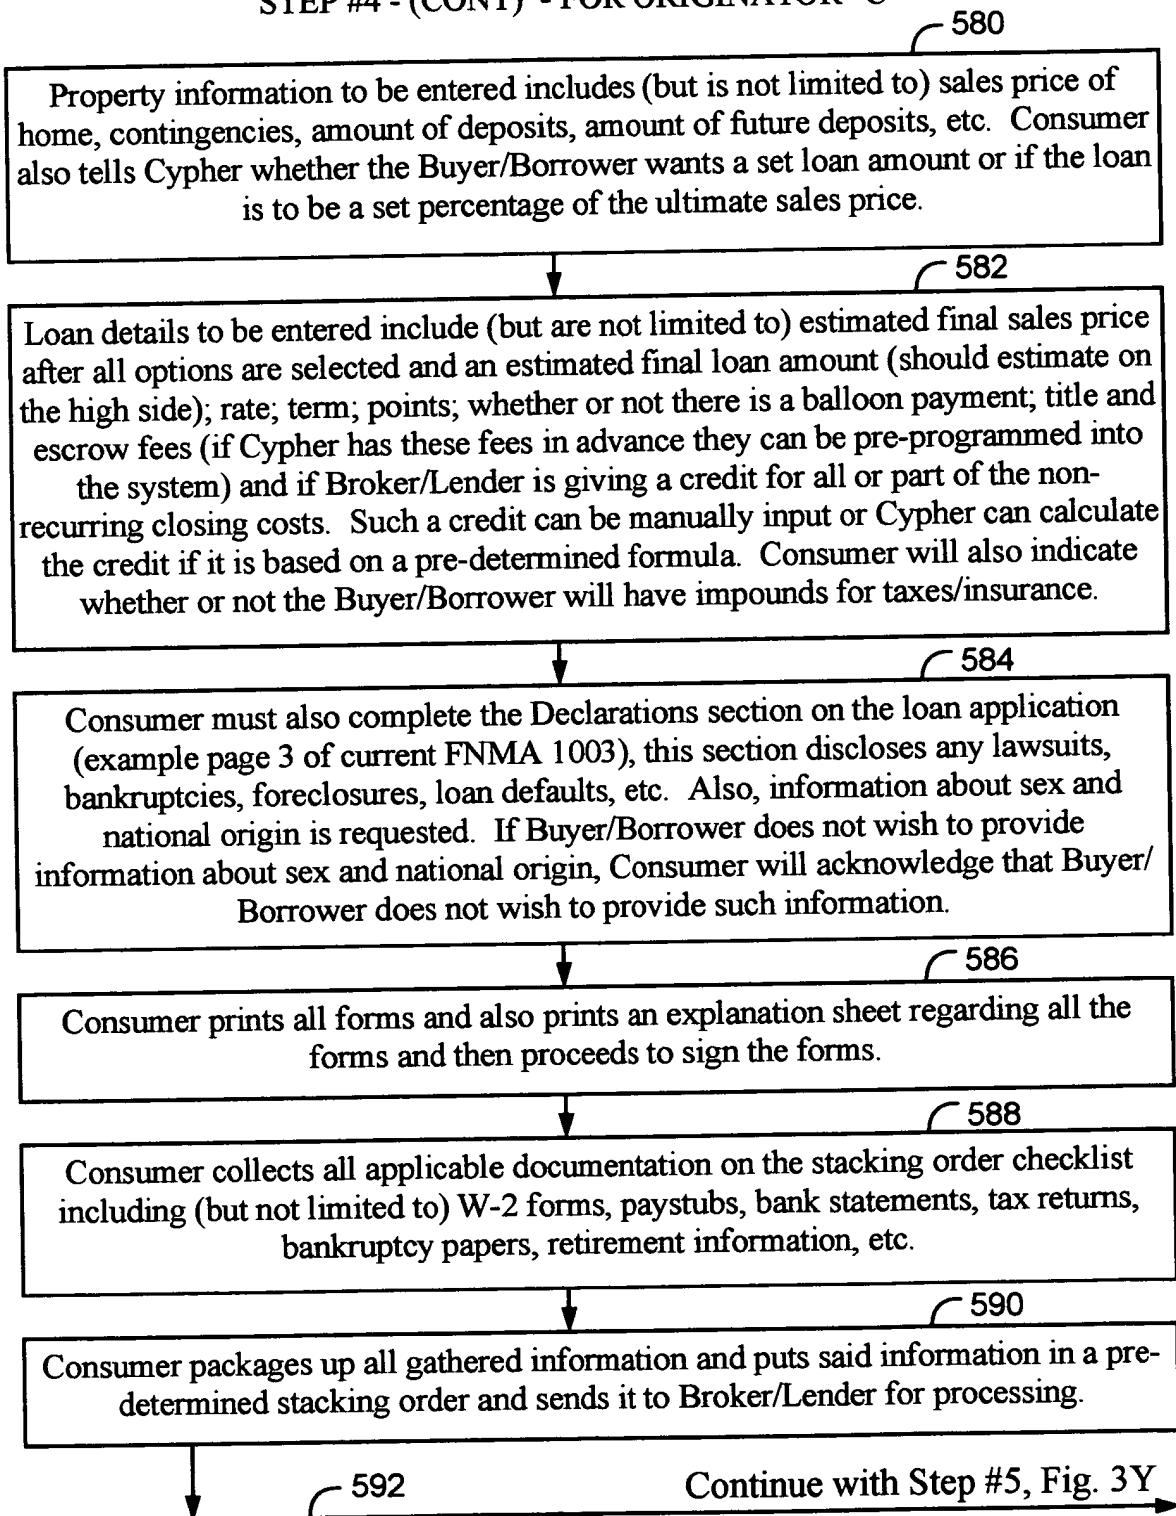 STEP #4 - (CONT) - FOR ORIGINATOR "C"
580
Property information to be entered includes (but is not limited to) sales price of
home, contingencies, amount of deposits, amount of future deposits, etc. Consumer
also tells Cypher whether the Buyer/Borrower wants a set loan amount or if the loan
is to be a set percentage of the ultimate sales price.
582
Loan details to be entered include (but are not limited to) estimated final sales price
after all options are selected and an estimated final loan amount (should estimate on
the high side); rate; term; points; whether or not there is a balloon payment; title and
escrow fees (if Cypher has these fees in advance they can be pre-programmed into
the system) and if Broker/Lender is giving a credit for all or part of the non-
recurring closing costs. Such a credit can be manually input or Cypher can calculate
the credit if it is based on a pre-determined formula. Consumer will also indicate
whether or not the Buyer/Borrower will have impounds for taxes/insurance.
584
Consumer must also complete the Declarations section on the loan application
(example page 3 of current FNMA 1003), this section discloses any lawsuits,
bankruptcies, foreclosures, loan defaults, etc. Also, information about sex and
national origin is requested. If Buyer/Borrower does not wish to provide
information about sex and national origin, Consumer will acknowledge that Buyer/
Borrower does not wish to provide such information.
586
Consumer prints all forms and also prints an explanation sheet regarding all the
forms and then proceeds to sign the forms.
588
Consumer collects all applicable documentation on the stacking order checklist
including (but not limited to) W-2 forms, paystubs, bank statements, tax returns,
bankruptcy papers, retirement information, etc.
590
Consumer packages up all gathered information and puts said information in a pre-
determined stacking order and sends it to Broker/Lender for processing.
592
Continue with Step #5, Fig. 3Y